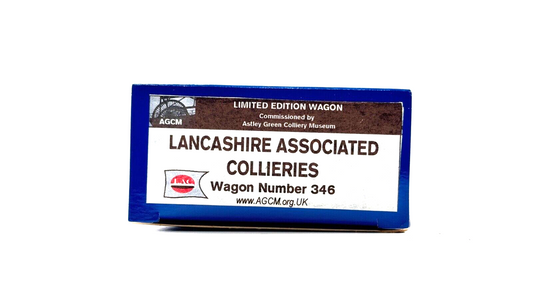 LIMITED EDITION WAGON
Commissioned by
Astley Green Colliery Museum
AGCM
LANCASHIRE ASSOCIATED
COLLIERIES
Wagon Number 346
www.AGCM.org.UK